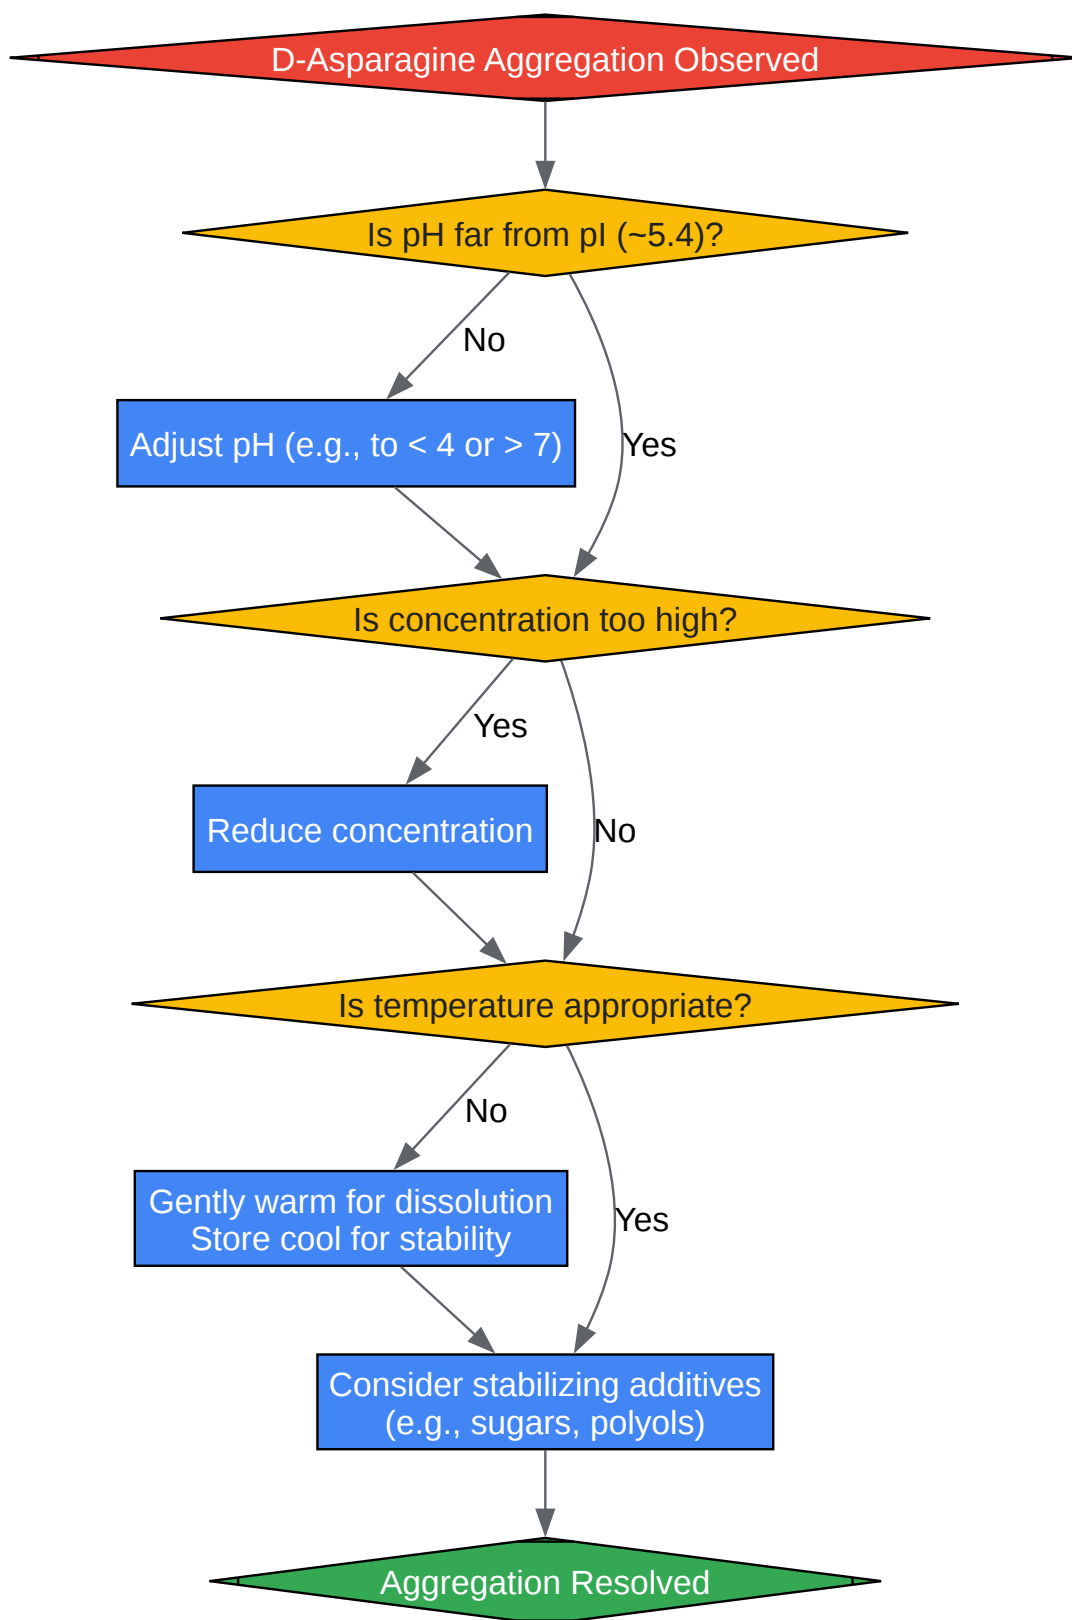 D-Asparagine Aggregation Observed
Is pH far from pI (~5.4)?
No
Adjust pH (e.g., to < 4 or > 7)
Yes
Is concentration too high?
Yes
Reduce concentration
No
Is temperature appropriate?
No
Gently warm for dissolution
Store cool for stability
Yes
Consider stabilizing additives
(e.g., sugars, polyols)
Aggregation Resolved